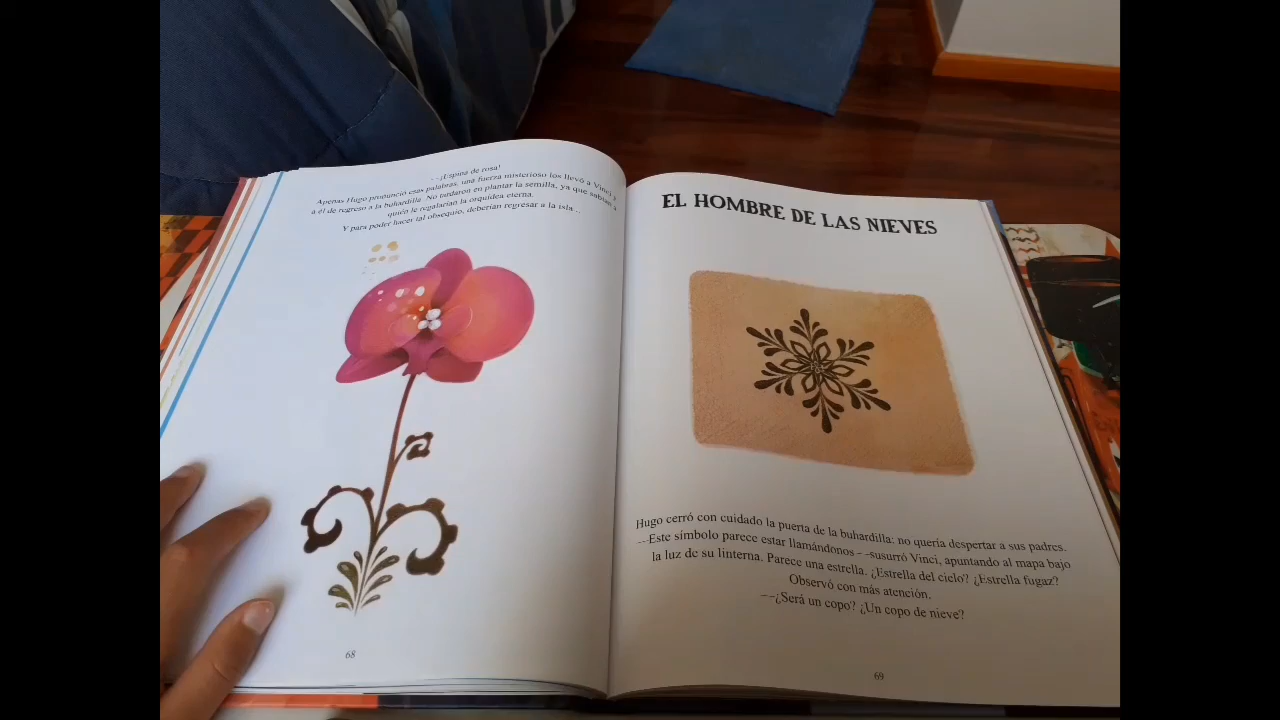 --¡Espina de rosa!
Apenas Hugo pronunció esas palabras, una fuerza misterioso los llevó a Vinci y
a él de regreso a la buhardilla. No tardaron en plantar la semilla, ya que sabían a
quién le regalarían la orquídea eterna.
Y para poder hacer tal obsequio, deberían regresar a la isla...
68
EL HOMBRE DE LAS NIEVES
Hugo cerró con cuidado la puerta de la buhardilla: no quería despertar a sus padres.
--Este símbolo parece estar llamándonos --susurró Vinci, apuntando al mapa bajo
la luz de su linterna. Parece una estrella. ¿Estrella del cielo? ¿Estrella fugaz?
Observó con más atención.
--¿Será un copo? ¿Un copo de nieve?
69